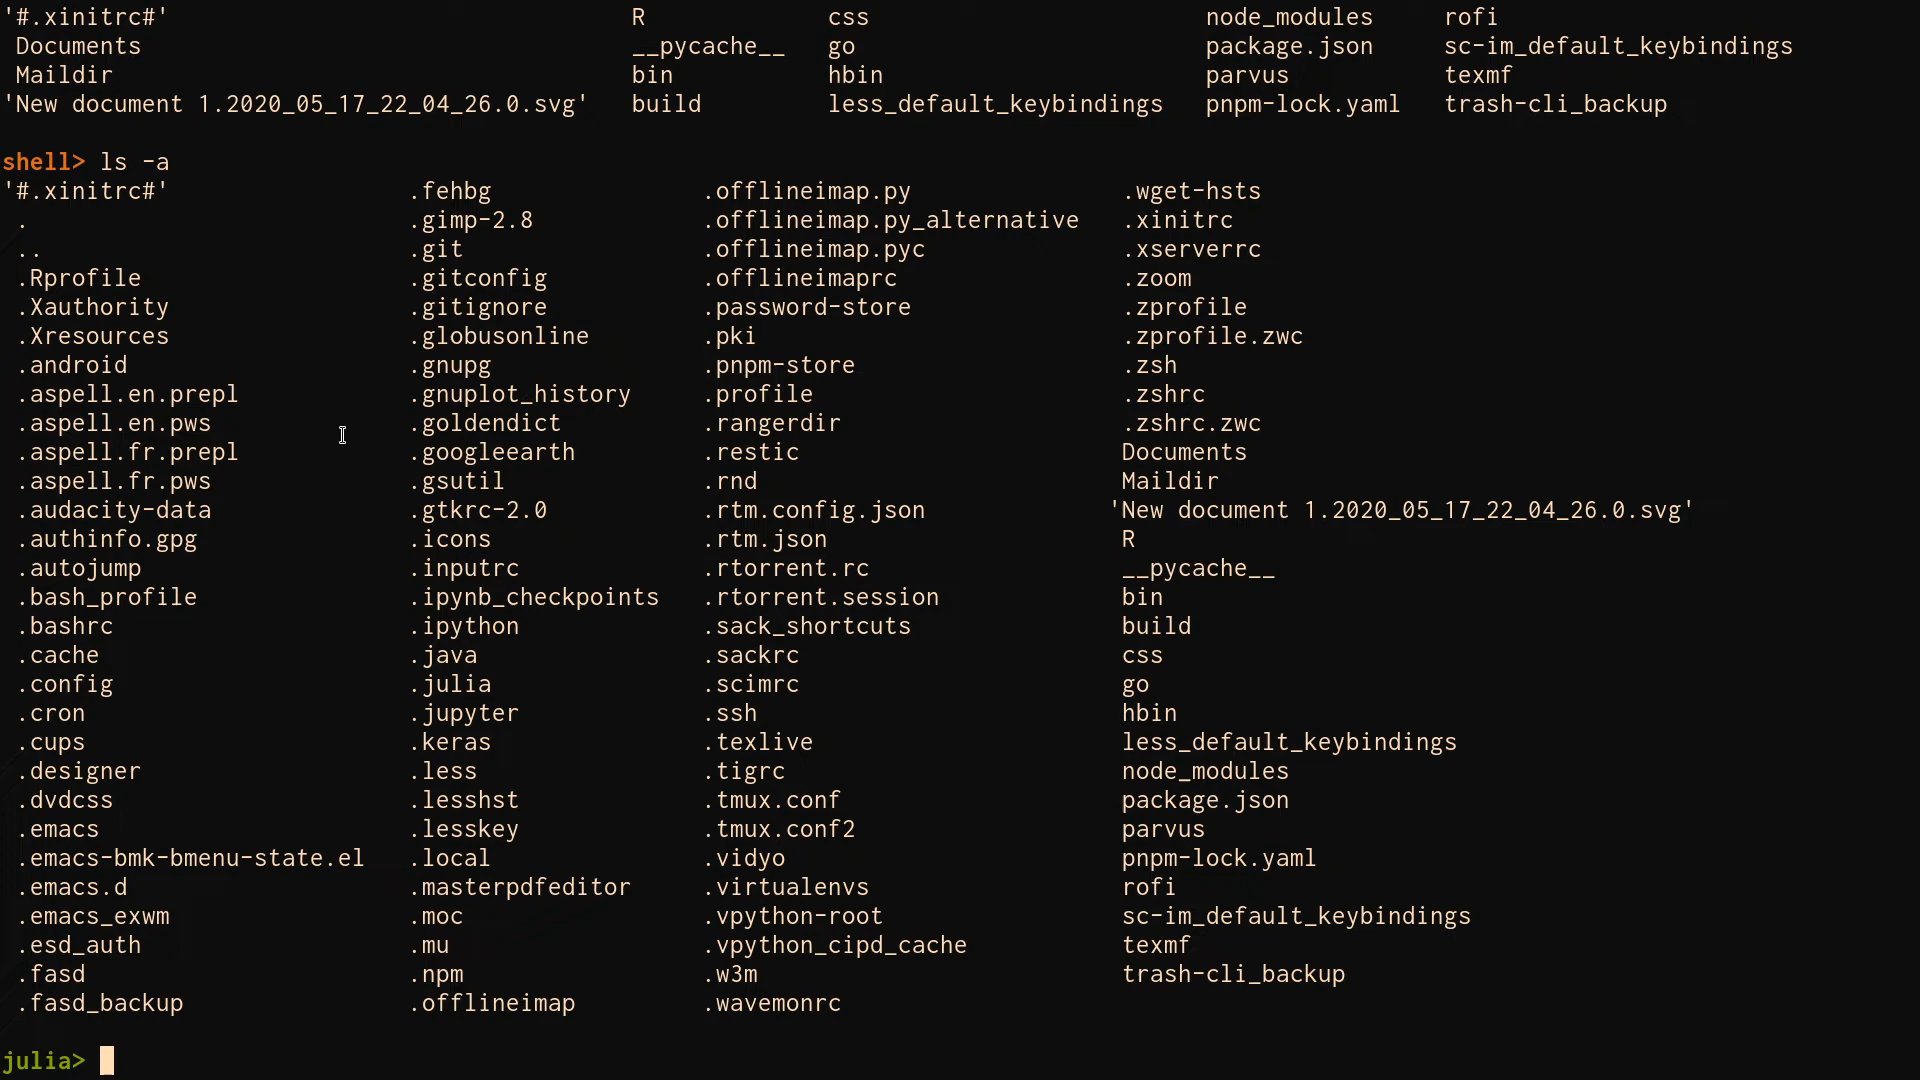 '#.xinitrc#' R css node_modules rofi
Documents __pycache__ go package.json sc-im_default_keybindings
Maildir bin hbin parvus texmf
'New document 1.2020_05_17_22_04_26.0.svg' build less_default_keybindings pnpm-lock.yaml trash-cli_backup
shell> ls -a
'#.xinitrc#' .fehbg .offlineimap.py .wget-hsts
. .gimp-2.8 .offlineimap.py_alternative .xinitrc
.. .git .offlineimap.pyc .xserverrc
.Rprofile .gitconfig .offlineimaprc .zoom
.Xauthority .gitignore .password-store .zprofile
.Xresources .globusonline .pki .zprofile.zwc
.android .gnupg .pnpm-store .zsh
.aspell.en.prepl .gnuplot_history .profile .zshrc
.aspell.en.pws .goldendict .rangerdir .zshrc.zwc
.aspell.fr.prepl .googleearth .restic Documents
.aspell.fr.pws .gsutil .rnd Maildir
.audacity-data .gtkrc-2.0 .rtm.config.json 'New document 1.2020_05_17_22_04_26.0.svg'
.authinfo.gpg .icons .rtm.json R
.autojump .inputrc .rtorrent.rc __pycache__
.bash_profile .ipynb_checkpoints .rtorrent.session bin
.bashrc .ipython .sack_shortcuts build
.cache .java .sackrc css
.config .julia .scimrc go
.cron .jupyter .ssh hbin
.cups .keras .texlive less_default_keybindings
.designer .less .tigrc node_modules
.dvdcss .lesshst .tmux.conf package.json
.emacs .lesskey .tmux.conf2 parvus
.emacs-bmk-bmenu-state.el .local .vidyo pnpm-lock.yaml
.emacs.d .masterpdfeditor .virtualenvs rofi
.emacs_exwm .moc .vpython-root sc-im_default_keybindings
.esd_auth .mu .vpython_cipd_cache texmf
.fasd .npm .w3m trash-cli_backup
.fasd_backup .offlineimap .wavemonrc
julia>